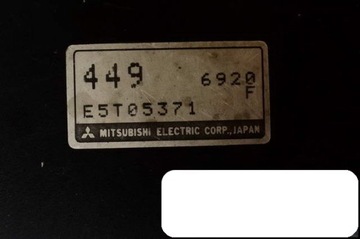 449 6920
F
E5T05371
MITSUBISHI ELECTRIC CORP., JAPAN